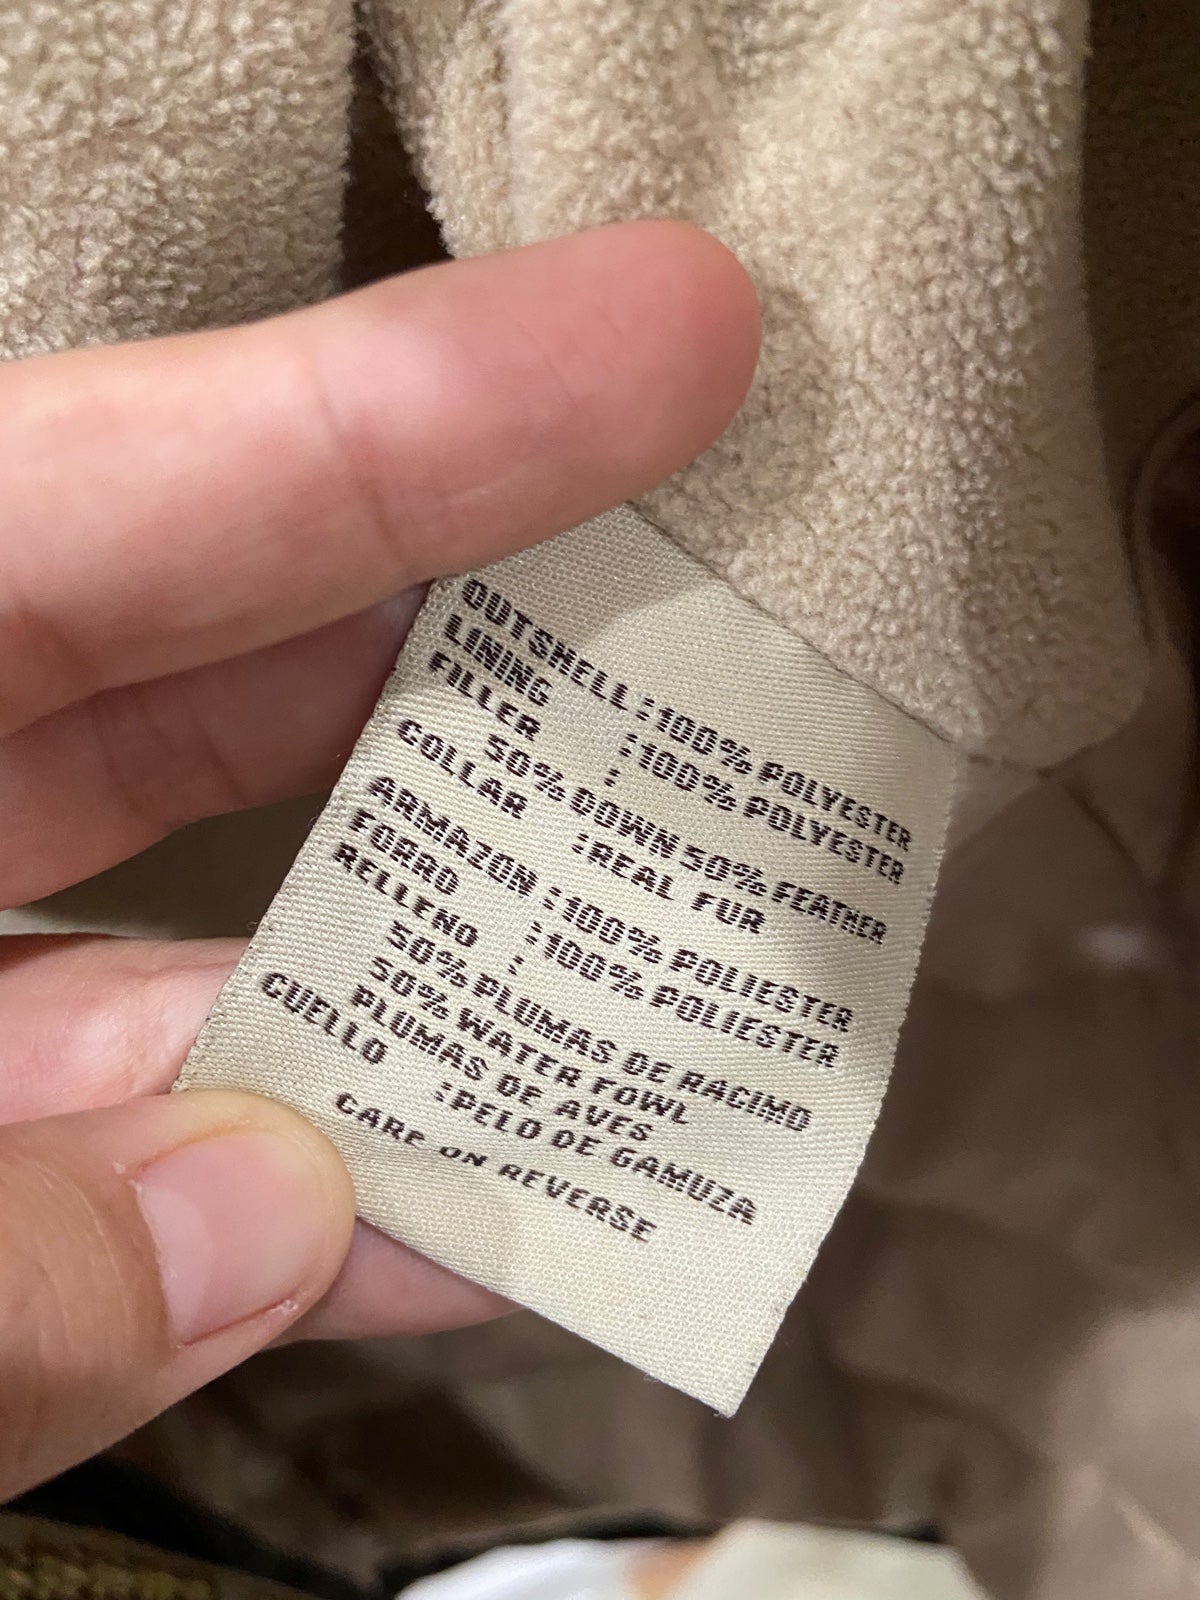 OUTSHELL :100% POLYESTER
LINING :100% POLYESTER
FILLER :
50% DOWN 50% FEATHER
COLLAR :REAL FUR
ARMAZON :100% POLIESTER
FORRO :100% POLIESTER
RELLENO :
50% PLUMAS DE RACIMO
50% WATER FOWL
PLUMAS DE AVES
CUELLO :PELO DE GAMUZA
CARE ON REVERSE